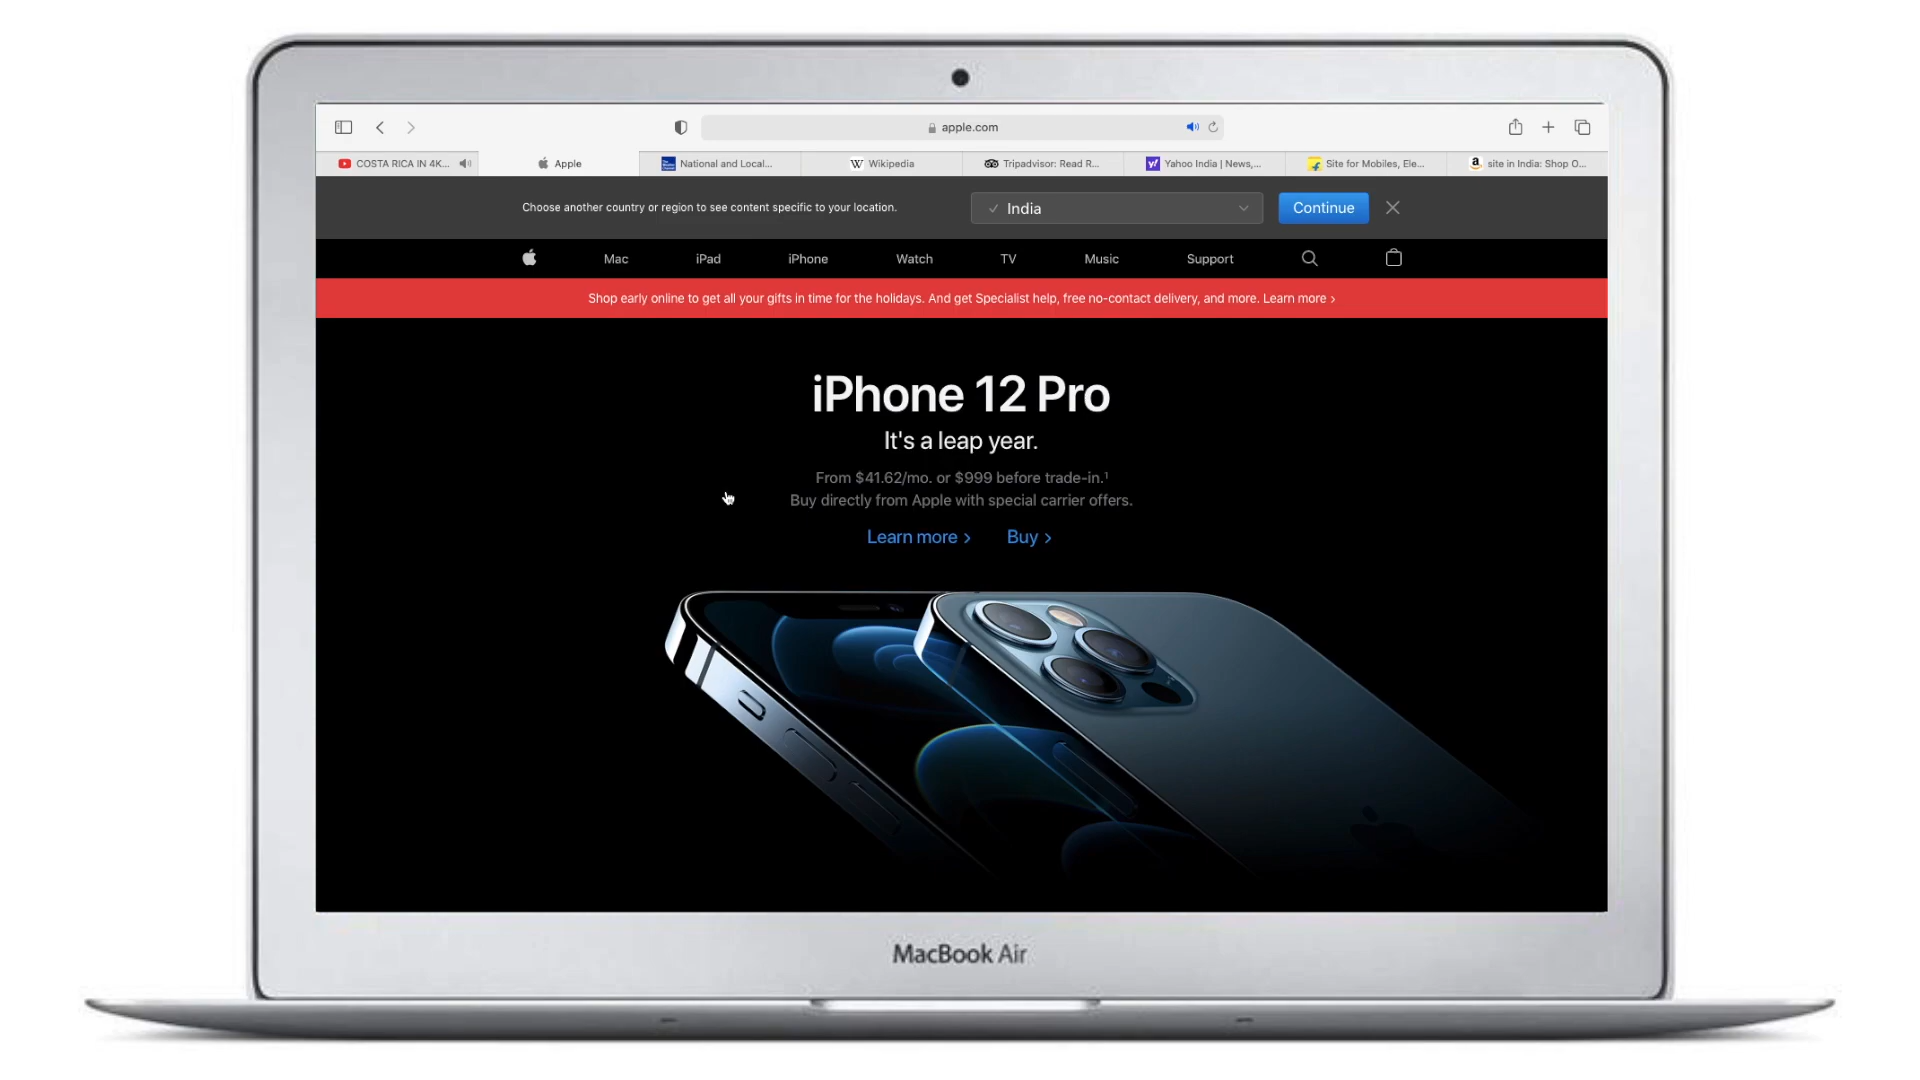 apple.com
COSTA RICA IN 4K...
Apple
National and Local...
W Wikipedia
Tripadvisor: Read R...
y! Yahoo India | News,...
Site for Mobiles, Ele...
a site in India: Shop O...
Choose another country or region to see content specific to your location.
India
Continue
Mac
iPad
iPhone
Watch
TV
Music
Support
Shop early online to get all your gifts in time for the holidays. And get Specialist help, free no-contact delivery, and more. Learn more >
iPhone 12 Pro
It's a leap year.
From $41.62/mo. or $999 before trade-in.¹
Buy directly from Apple with special carrier offers.
Learn more >
Buy >
MacBook Air